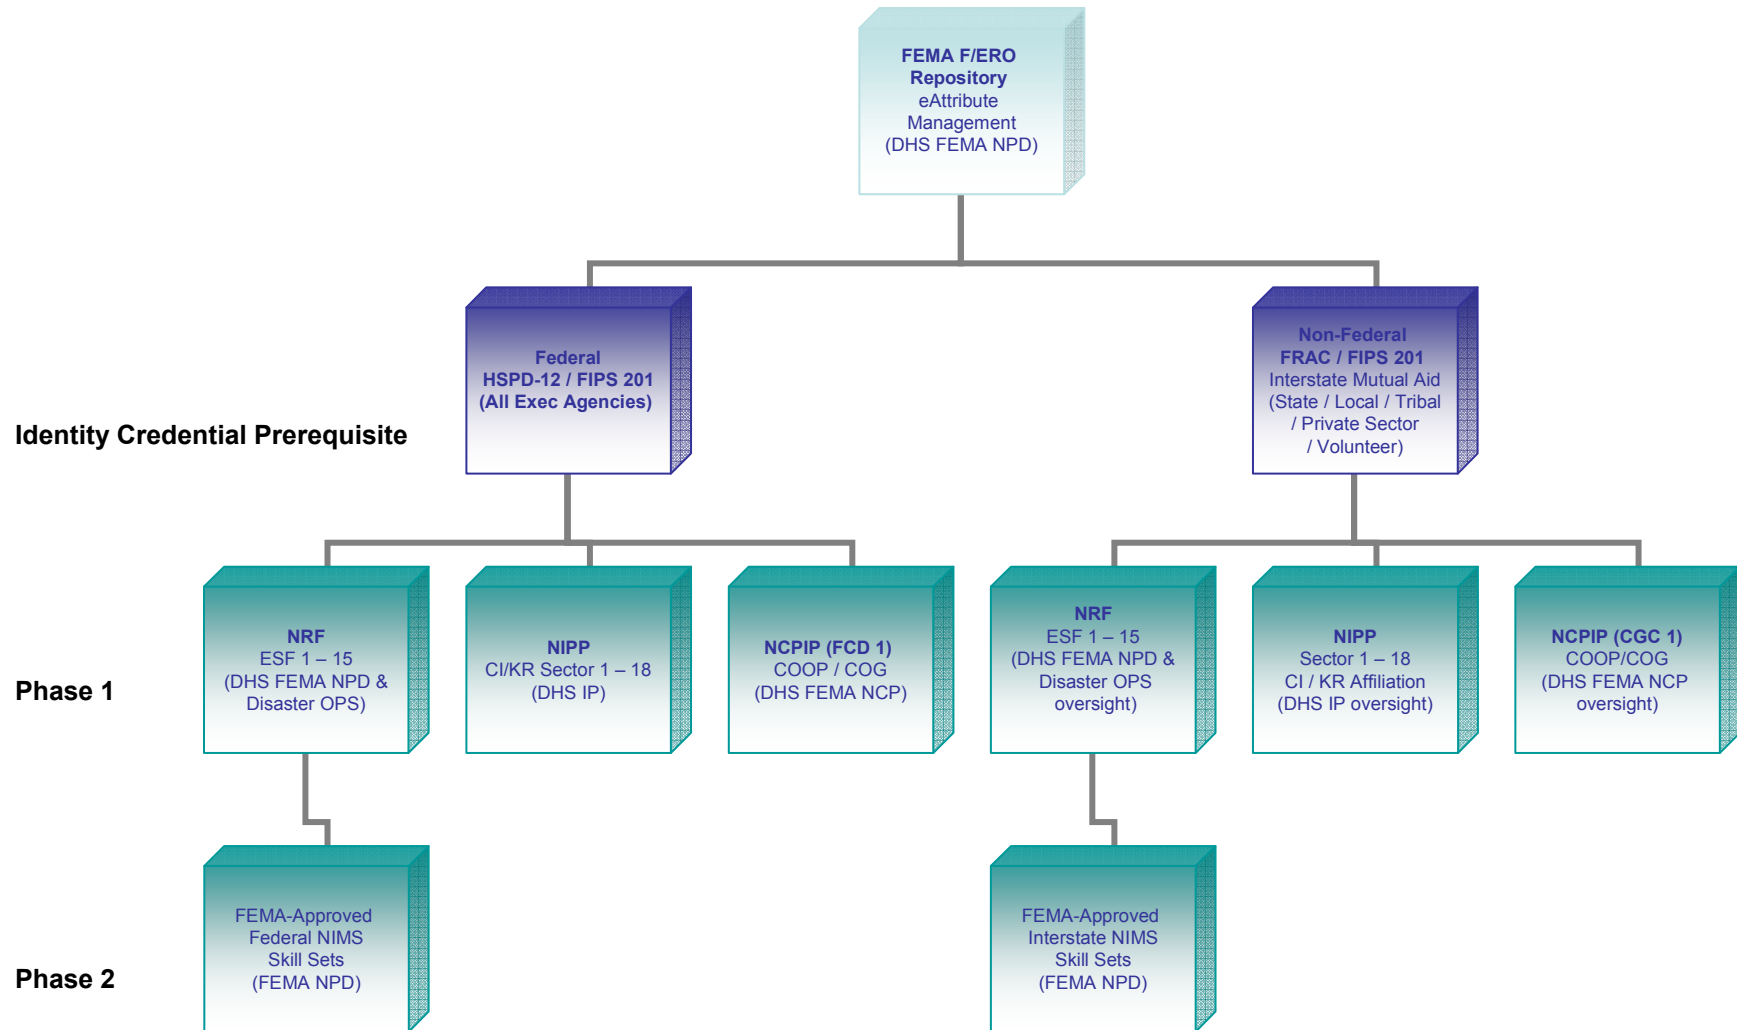 FEMA F/ERO
Repository
eAttribute
Management
(DHS FEMA NPD)
Federal
HSPD-12 / FIPS 201
(All Exec Agencies)
Non-Federal
FRAC / FIPS 201
Interstate Mutual Aid
(State / Local / Tribal
/ Private Sector
/ Volunteer)
Identity Credential Prerequisite
NRF
ESF 1 – 15
(DHS FEMA NPD &
Disaster OPS)
NIPP
CI/KR Sector 1 – 18
(DHS IP)
NCPIP (FCD 1)
COOP / COG
(DHS FEMA NCP)
NRF
ESF 1 – 15
(DHS FEMA NPD &
Disaster OPS
oversight)
NIPP
Sector 1 – 18
CI / KR Affiliation
(DHS IP oversight)
NCPIP (CGC 1)
COOP/COG
(DHS FEMA NCP
oversight)
Phase 1
FEMA-Approved
Federal NIMS
Skill Sets
(FEMA NPD)
FEMA-Approved
Interstate NIMS
Skill Sets
(FEMA NPD)
Phase 2